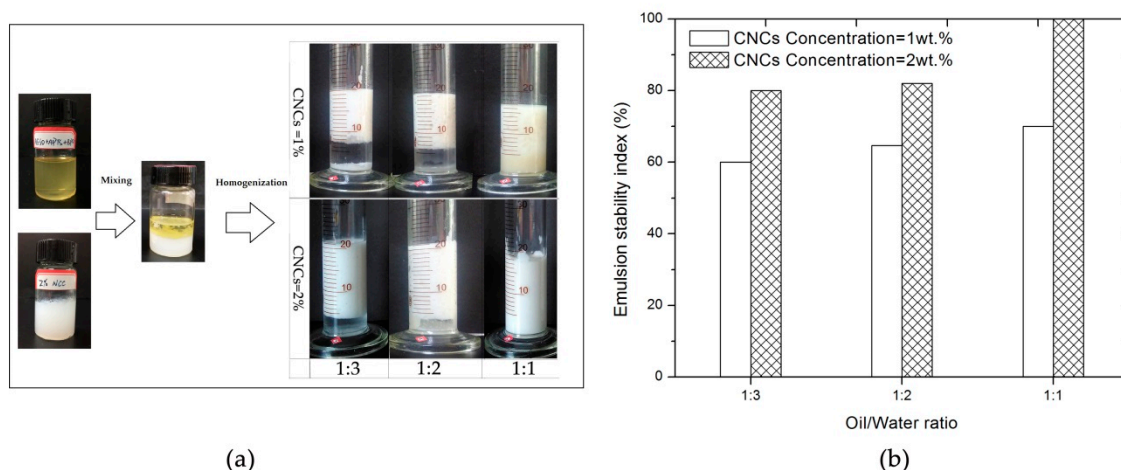 Mixing
Homogenization
2% NCC
CNCs =1%
20
10
20
10
10
CNCs=2%
20
10
20
10
20
10
1:3
1:2
1:1
(a)
CNCs Concentration=1wt.%
CNCs Concentration=2wt.%
Emulsion stability index (%)
100
80
60
40
20
0
1:3
1:2
1:1
Oil/Water ratio
(b)